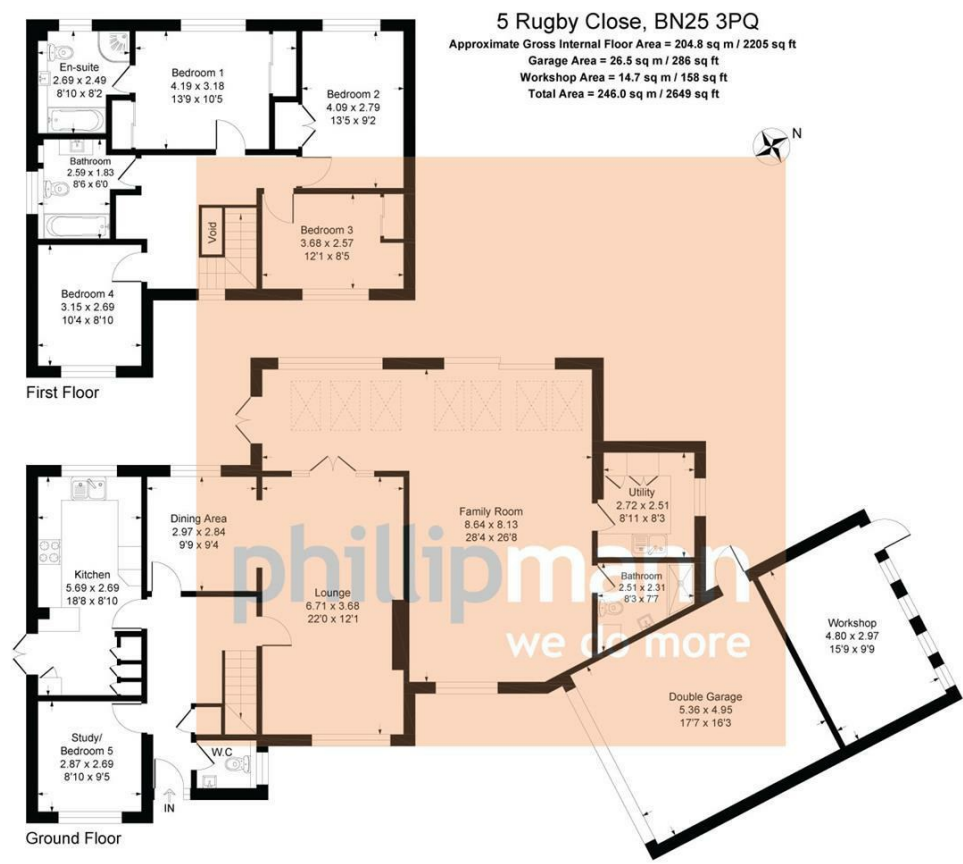 5 Rugby Close, BN25 3PQ
Approximate Gross Internal Floor Area = 204.8 sq m / 2205 sq ft
Garage Area = 26.5 sq m / 286 sq ft
Workshop Area = 14.7 sq m / 158 sq ft
Total Area = 246.0 sq m / 2649 sq ft
N
En-suite
2.69 x 2.49
8'10 x 8'2
Bedroom 1
4.19 x 3.18
13'9 x 10'5
Bedroom 2
4.09 x 2.79
13'5 x 9'2
Bathroom
2.59 x 1.83
8'6 x 6'0
Void
Bedroom 3
3.68 x 2.57
12'1 x 8'5
Bedroom 4
3.15 x 2.69
10'4 x 8'10
First Floor
Dining Area
2.97 x 2.84
9'9 x 9'4
Family Room
8.64 x 8.13
28'4 x 26'8
Utility
2.72 x 2.51
8'11 x 8'3
phillipmann
we do more
Kitchen
5.69 x 2.69
18'8 x 8'10
Lounge
6.71 x 3.68
22'0 x 12'1
Bathroom
2.51 x 2.31
8'3 x 7'7
Workshop
4.80 x 2.97
15'9 x 9'9
Double Garage
5.36 x 4.95
17'7 x 16'3
Study/
Bedroom 5
2.87 x 2.69
8'10 x 9'5
W.C
IN
Ground Floor